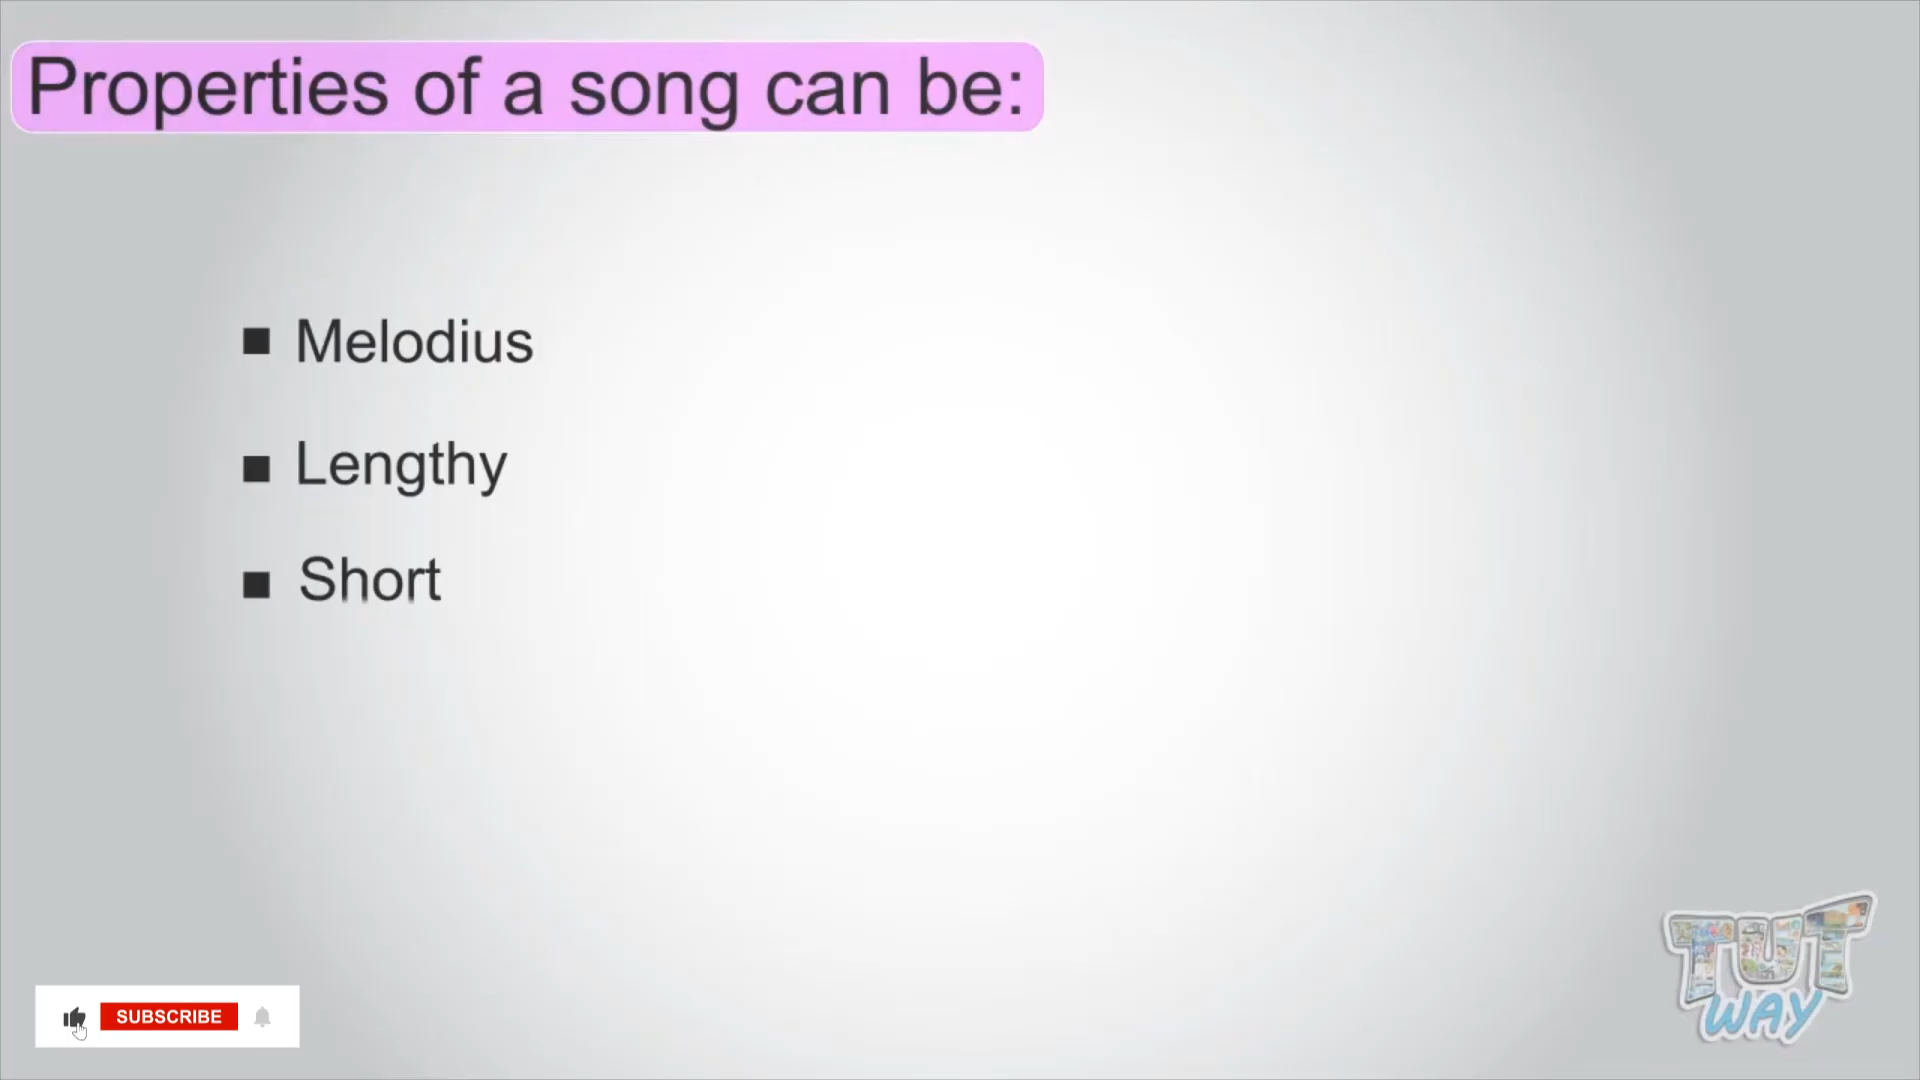 Properties of a song can be:
■ Melodius
■ Lengthy
■ Short
SUBSCRIBE
TUT
WAY